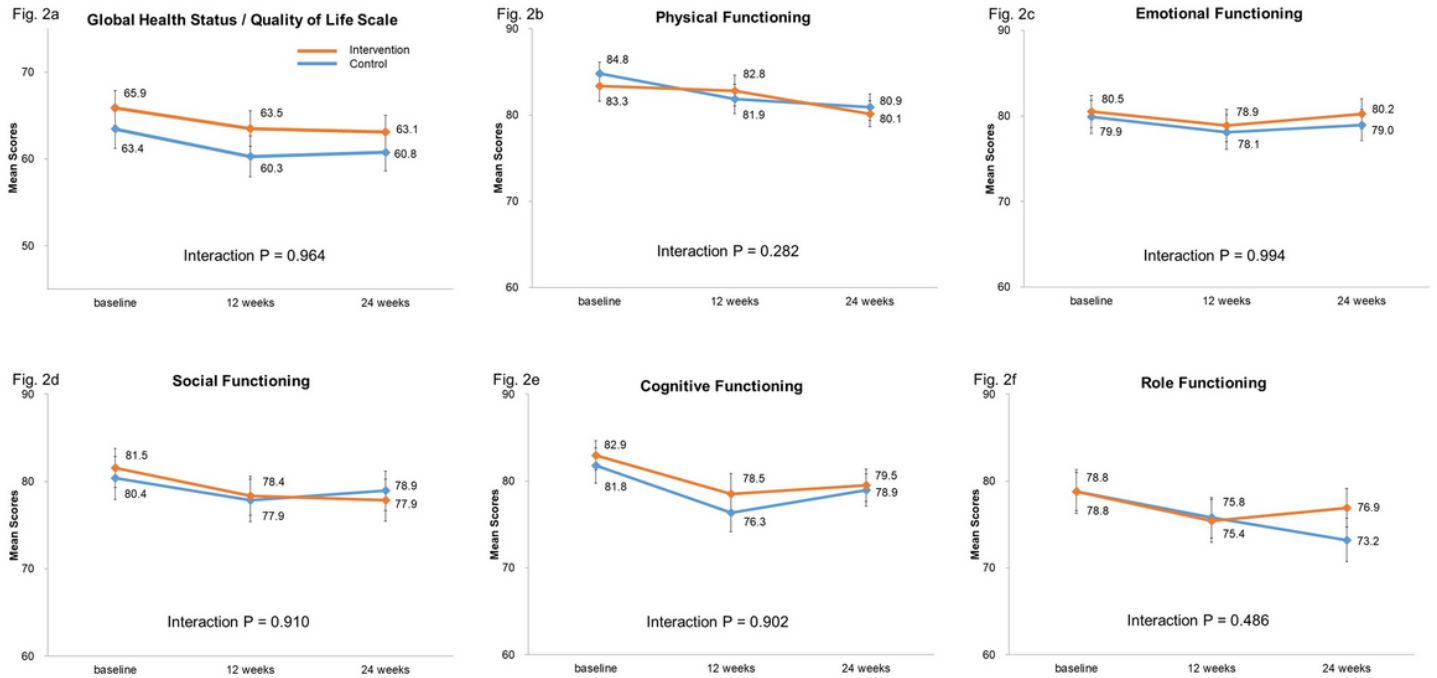 Fig. 2a
Global Health Status / Quality of Life Scale
Intervention
Control
Mean Scores
70
60
50
65.9
63.5
63.1
63.4
60.3
60.8
Interaction P = 0.964
baseline 12 weeks 24 weeks
Fig. 2b
Physical Functioning
Mean Scores
90
80
70
60
84.8
82.8
80.9
83.3
81.9
80.1
Interaction P = 0.282
baseline 12 weeks 24 weeks
Fig. 2c
Emotional Functioning
Mean Scores
90
80
70
60
80.5
78.9
80.2
79.9
78.1
79.0
Interaction P = 0.994
baseline 12 weeks 24 weeks
Fig. 2d
Social Functioning
Mean Scores
90
80
70
60
81.5
78.4
78.9
80.4
77.9
77.9
Interaction P = 0.910
baseline 12 weeks 24 weeks
Fig. 2e
Cognitive Functioning
Mean Scores
90
80
70
60
82.9
78.5
79.5
81.8
76.3
78.9
Interaction P = 0.902
baseline 12 weeks 24 weeks
Fig. 2f
Role Functioning
Mean Scores
90
80
70
60
78.8
75.8
76.9
78.8
75.4
73.2
Interaction P = 0.486
baseline 12 weeks 24 weeks